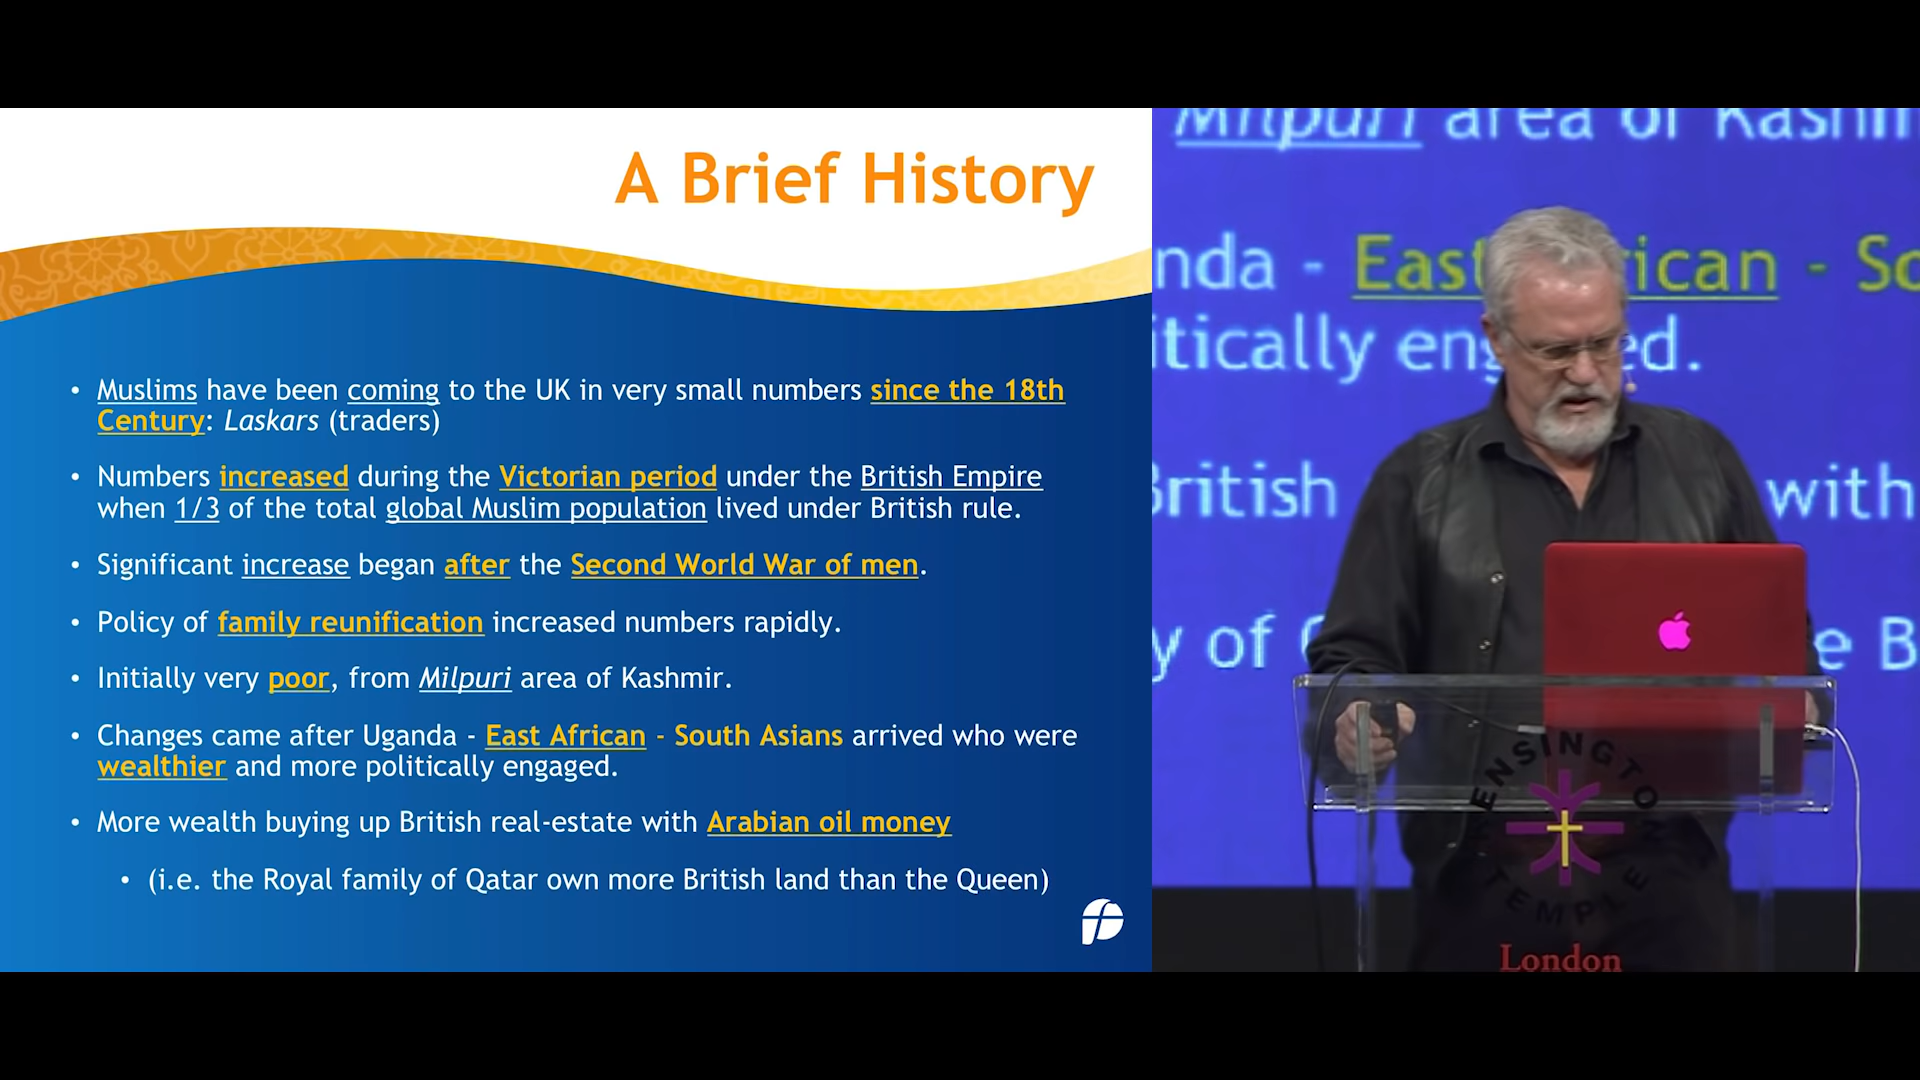 A Brief History
• Muslims have been coming to the UK in very small numbers since the 18th
Century: Laskars (traders)
• Numbers increased during the Victorian period under the British Empire
when 1/3 of the total global Muslim population lived under British rule.
• Significant increase began after the Second World War of men.
• Policy of family reunification increased numbers rapidly.
• Initially very poor, from Milpuri area of Kashmir.
• Changes came after Uganda - East African - South Asians arrived who were
wealthier and more politically engaged.
• More wealth buying up British real-estate with Arabian oil money
• (i.e. the Royal family of Qatar own more British land than the Queen)
Milpuri area of Kashm
nda - East rican - So
itically eng ed.
British with
y of e B
KENSINGTON
TEMPLE
London